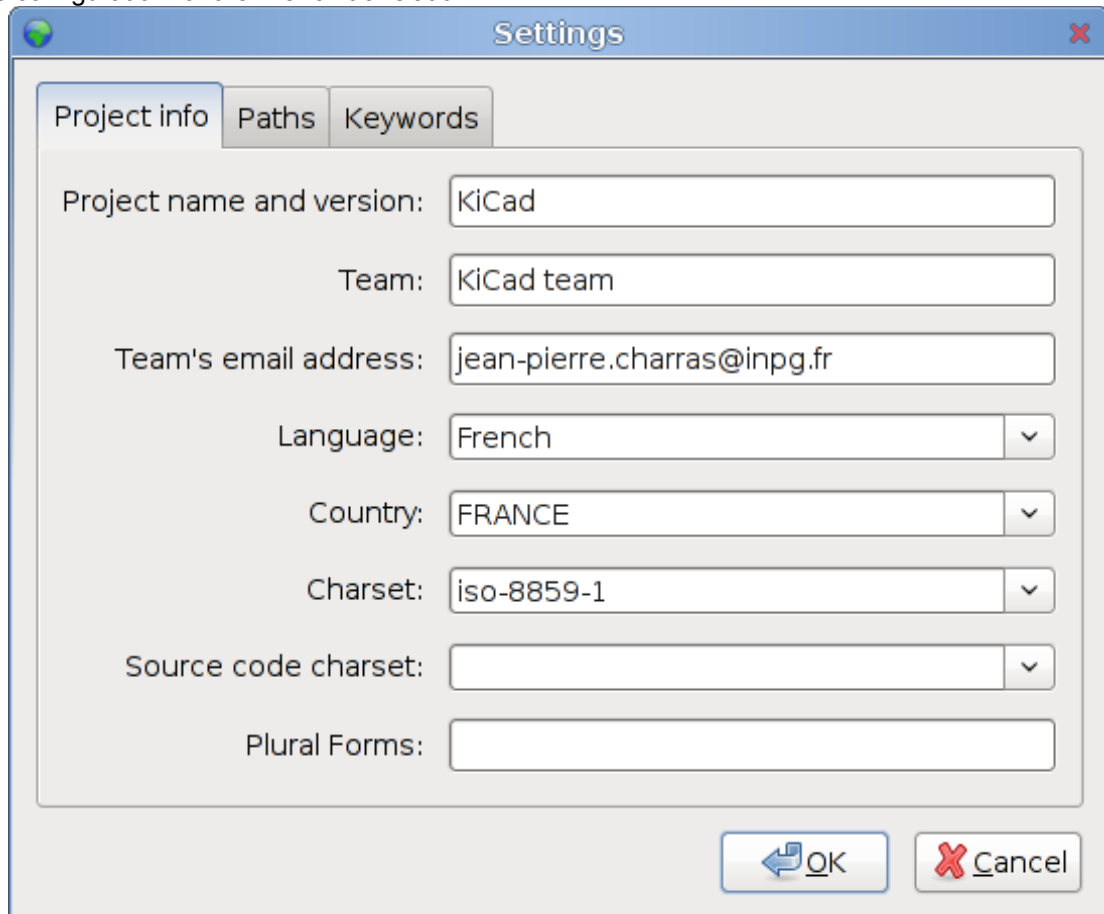 Settings
Project info Paths Keywords
Project name and version: KiCad
Team: KiCad team
Team's email address: jean-pierre.charras@inpg.fr
Language: French
Country: FRANCE
Charset: iso-8859-1
Source code charset:
Plural Forms:
OK Cancel